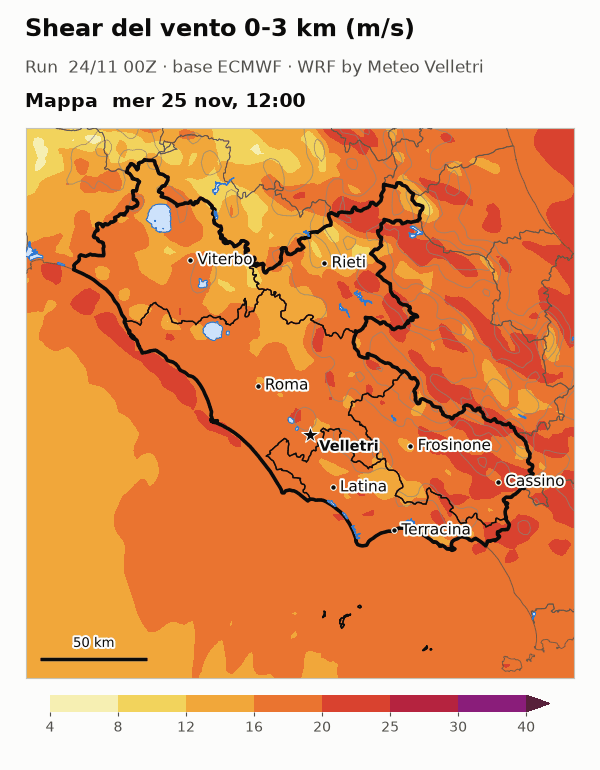 Shear del vento 0-3 km (m/s)
Run  24/11 00Z · base ECMWF · WRF by Meteo Velletri
Mappa  mer 25 nov, 12:00
Viterbo
Rieti
Roma
Velletri
Frosinone
Cassino
Latina
Terracina
50 km
4 8 12 16 20 25 30 40